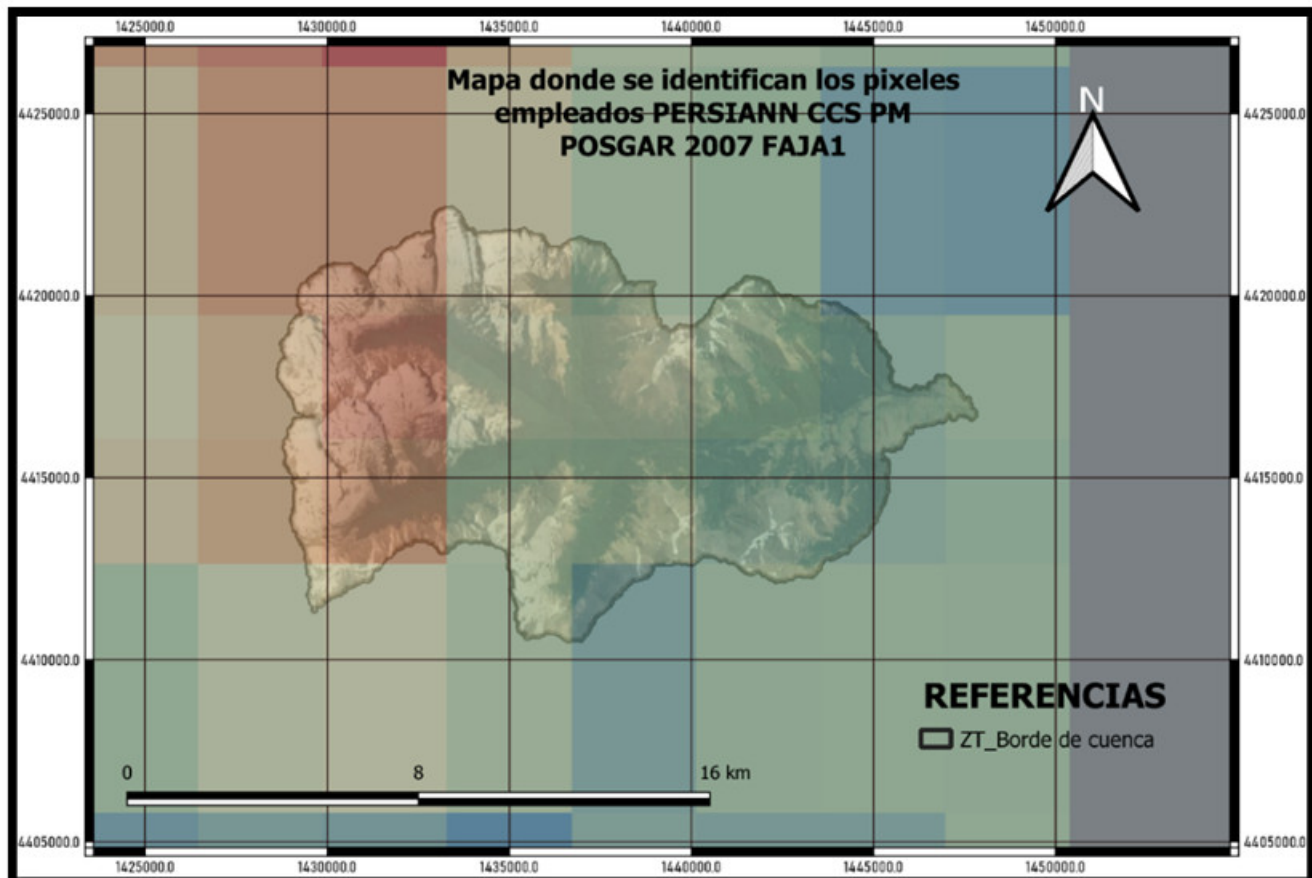 1425000.0 1430000.0 1435000.0 1440000.0 1445000.0 1450000.0
Mapa donde se identifican los pixeles
empleados PERSIANN CCS PM
POSGAR 2007 FAJA1
N
4425000.0 4425000.0
4420000.0 4420000.0
4415000.0 4415000.0
4410000.0 4410000.0
REFERENCIAS
ZT_Borde de cuenca
0 8 16 km
4405000.0 4405000.0
1425000.0 1430000.0 1435000.0 1440000.0 1445000.0 1450000.0